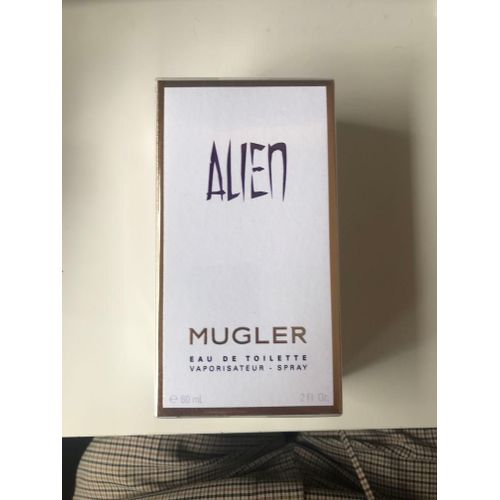 ALIEN
MUGLER
EAU DE TOILETTE
VAPORISATEUR - SPRAY
℮ 60 mL 2 fl. Oz.